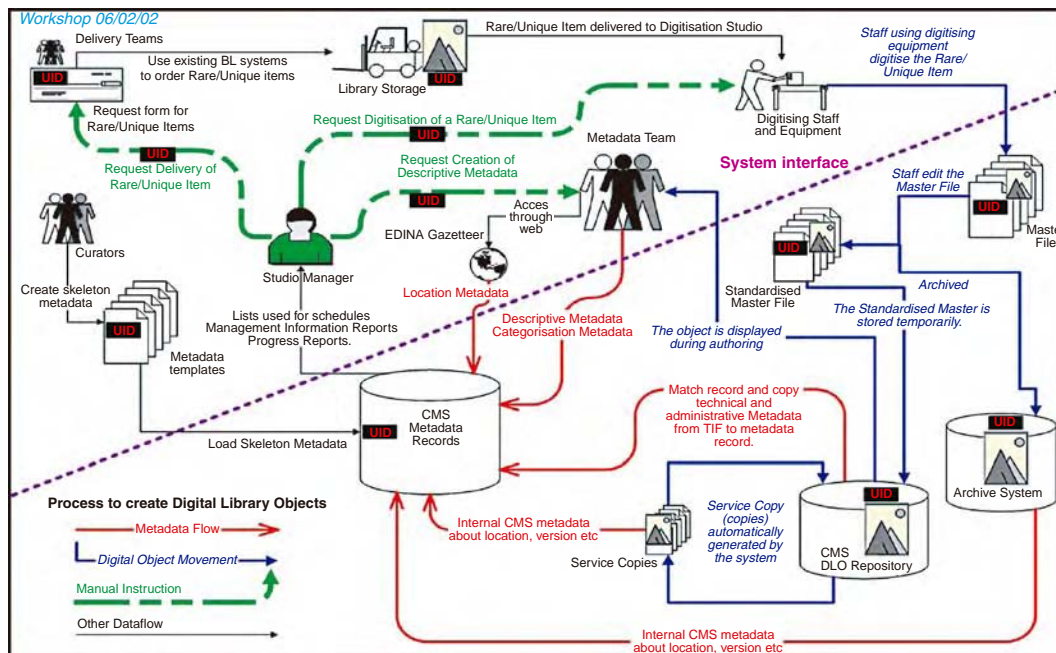 Workshop 06/02/02
Delivery Teams
UID
Use existing BL systems
to order Rare/Unique items
Request form for
Rare/Unique Items
Library Storage
UID
Rare/Unique Item delivered to Digitisation Studio
Staff using digitising
equipment
digitise the Rare/
Unique Item
Digitising Staff
and Equipment
Request Digitisation of a Rare/Unique Item
UID
Metadata Team
System interface
UID
Request Delivery of
Rare/Unique Item
Request Creation of
Descriptive Metadata
UID
Acces
through
web
EDINA Gazetteer
Staff edit the
Master File
UID
Master
File
Curators
Studio Manager
Location Metadata
UID
Standardised
Master File
Archived
Create skeleton
metadata
UID
Metadata
templates
Lists used for schedules
Management Information Reports
Progress Reports.
Descriptive Metadata
Categorisation Metadata
The object is displayed
during authoring
The Standardised Master is
stored temporarily.
CMS
Metadata
Records
UID
Load Skeleton Metadata
Match record and copy
technical and
administrative Metadata
from TIF to metadata
record.
UID
Archive System
Process to create Digital Library Objects
Metadata Flow
Digital Object Movement
Manual Instruction
Other Dataflow
Internal CMS metadata
about location, version etc
Service Copies
Service Copy
(copies)
automatically
generated by
the system
UID
CMS
DLO Repository
Internal CMS metadata
about location, version etc